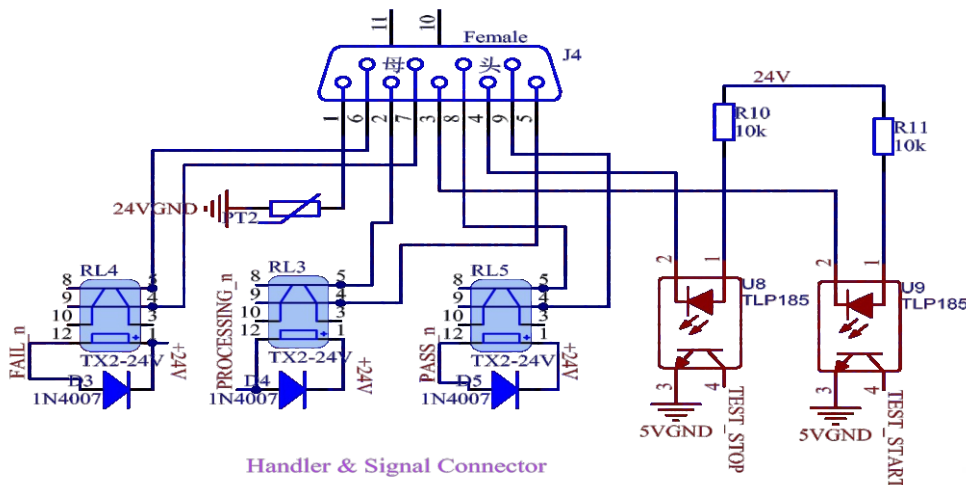 11
10
Female
J4
母
头
1
6
2
7
3
8
4
9
5
24V
R10
10k
R11
10k
24VGND
PT2
RL4
8
5
9
4
10
3
12
1
TX2-24V
FAIL_n
+24V
D3
1N4007
RL3
8
5
9
4
10
3
12
1
TX2-24V
PROCESSING_n
+24V
D4
1N4007
RL5
8
5
9
4
10
3
12
1
TX2-24V
PASS_n
+24V
D5
1N4007
2
1
U8
TLP185
3
4
5VGND
TEST_STOP
2
1
U9
TLP185
3
4
5VGND
TEST_START
Handler & Signal Connector